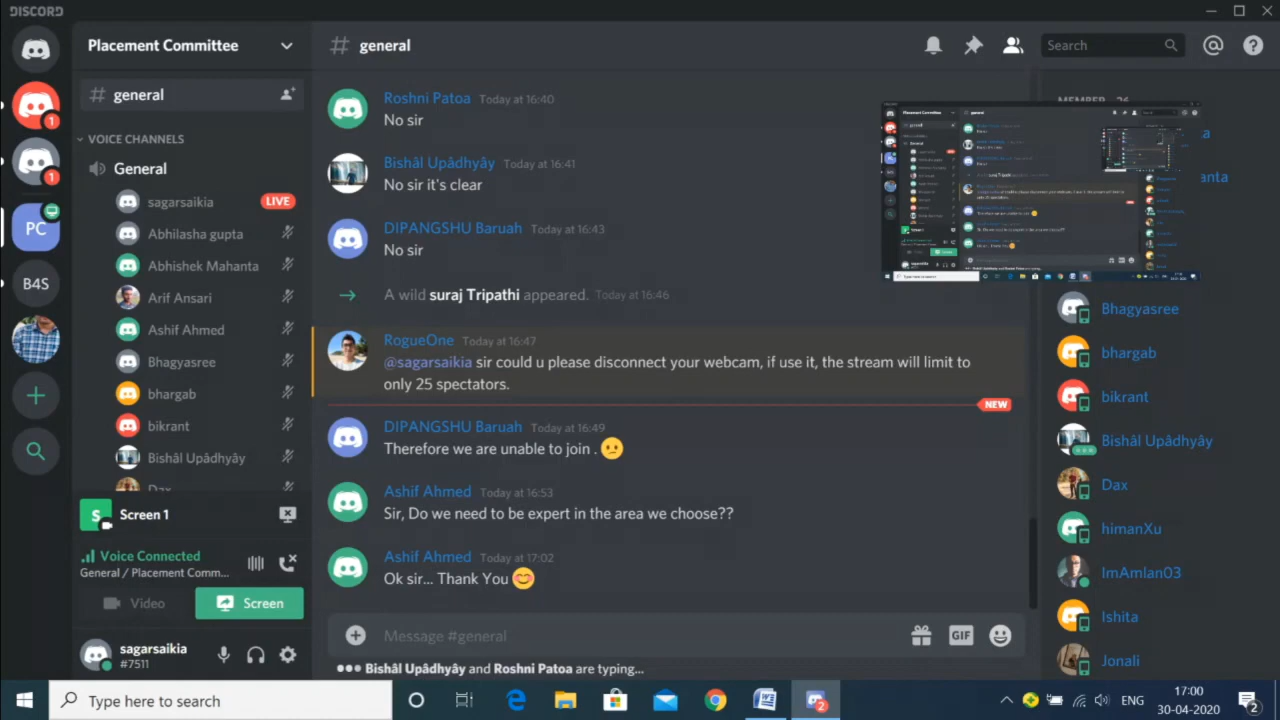 DISCORD
Placement Committee
general
Search
general
VOICE CHANNELS
General
sagarsaikia LIVE
Abhilasha gupta
Abhishek Mahanta
Arif Ansari
Ashif Ahmed
Bhagyasree
bhargab
bikrant
Bishâl Upâdhyây
Dax
Screen 1
Voice Connected
General / Placement Comm...
Video
Screen
sagarsaikia
#7511
1
1
PC
B4S
Roshni Patoa Today at 16:40
No sir
Bishâl Upâdhyây Today at 16:41
No sir it's clear
DIPANGSHU Baruah Today at 16:43
No sir
A wild suraj Tripathi appeared. Today at 16:46
RogueOne Today at 16:47
@sagarsaikia sir could u please disconnect your webcam, if use it, the stream will limit to
only 25 spectators.
NEW
DIPANGSHU Baruah Today at 16:49
Therefore we are unable to join . 😕
Ashif Ahmed Today at 16:53
Sir, Do we need to be expert in the area we choose??
Ashif Ahmed Today at 17:02
Ok sir... Thank You 😊
Message #general
GIF
Bishâl Upâdhyây and Roshni Patoa are typing...
Bhagyasree
bhargab
bikrant
Bishâl Upâdhyây
Dax
himanXu
ImAmlan03
Ishita
Jonali
Type here to search
2
ENG
17:00
30-04-2020
2